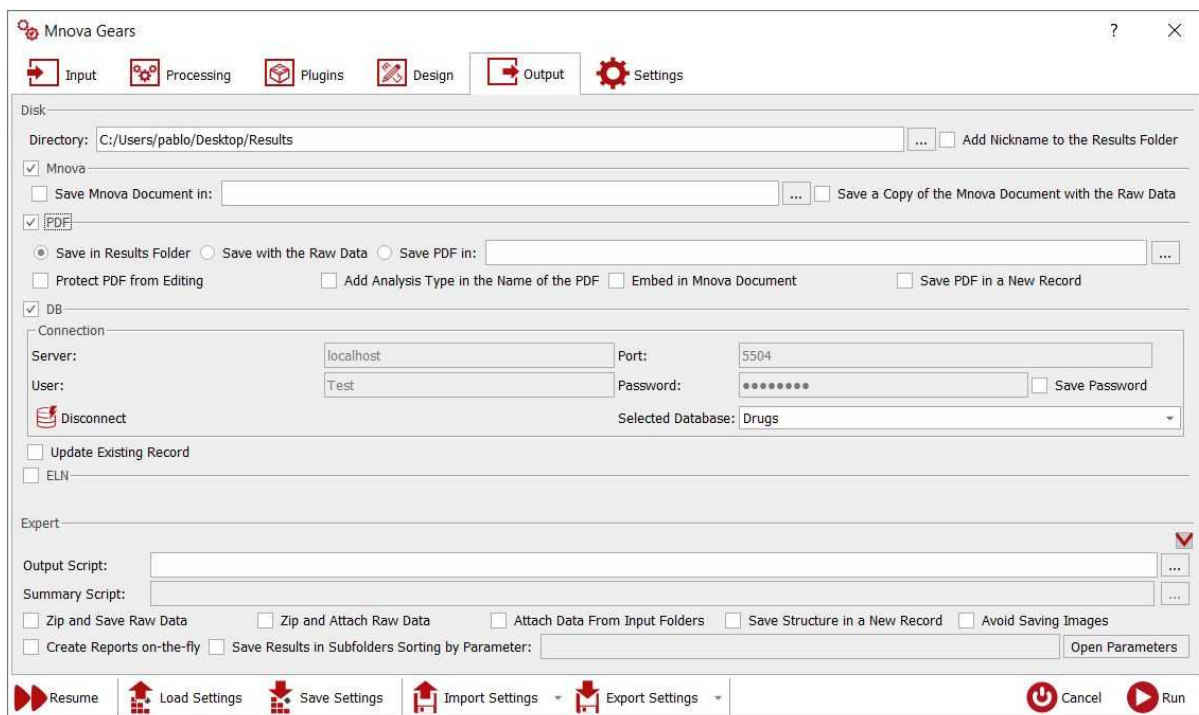 Mnova Gears ?
Input Processing Plugins Design Output Settings
Disk
Directory: C:/Users/pablo/Desktop/Results ... Add Nickname to the Results Folder
Mnova
Save Mnova Document in: ... Save a Copy of the Mnova Document with the Raw Data
PDF
Save in Results Folder Save with the Raw Data Save PDF in: ...
Protect PDF from Editing Add Analysis Type in the Name of the PDF Embed in Mnova Document Save PDF in a New Record
DB
Connection
Server: localhost Port: 5504
User: Test Password: ●●●●●●●● Save Password
Disconnect Selected Database: Drugs
Update Existing Record
ELN
Expert
Output Script: ...
Summary Script: ...
Zip and Save Raw Data Zip and Attach Raw Data Attach Data From Input Folders Save Structure in a New Record Avoid Saving Images
Create Reports on-the-fly Save Results in Subfolders Sorting by Parameter: Open Parameters
Resume Load Settings Save Settings Import Settings Export Settings Cancel Run